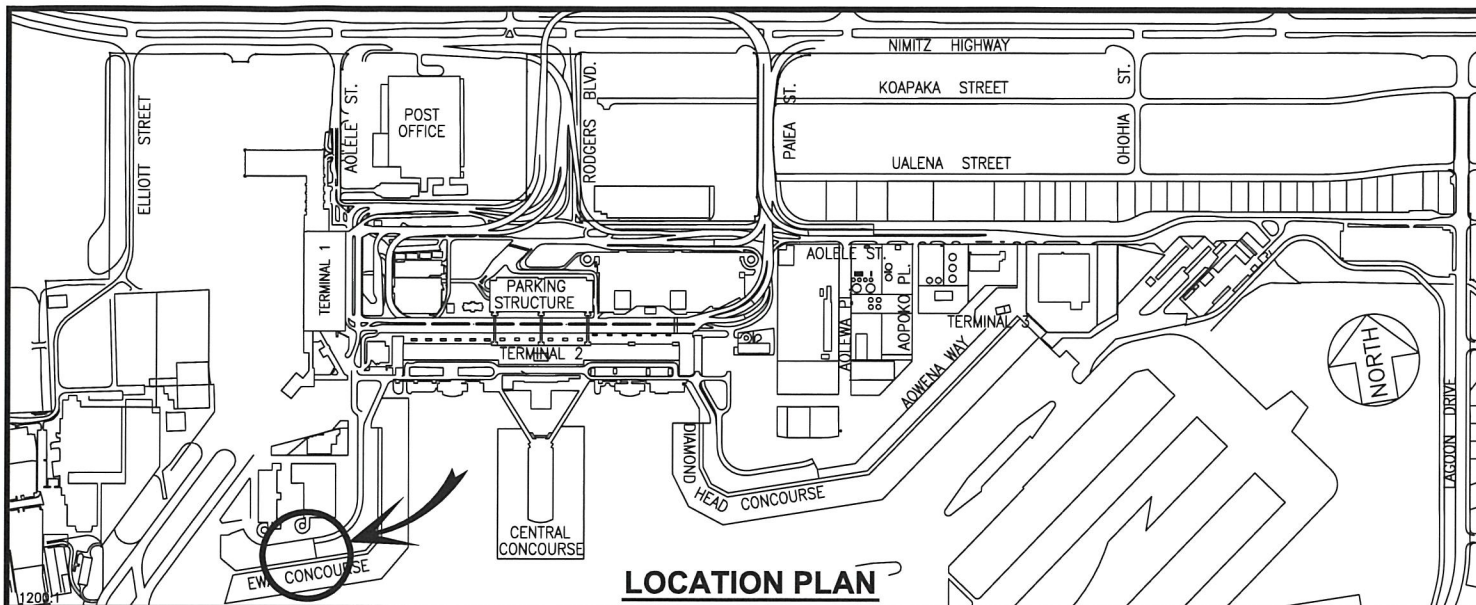 NIMITZ HIGHWAY
KOAPAKA STREET
UALENA STREET
ELLIOTT STREET
AOLELE ST.
POST
OFFICE
RODGERS BLVD.
PAIEA ST.
OHOHIA ST.
TERMINAL 1
PARKING
STRUCTURE
TERMINAL 2
AOLELE ST.
AOPOKO PL.
TERMINAL 3
AOWENA WAY
NORTH
LAGOON DRIVE
DIAMOND
HEAD CONCOURSE
CENTRAL
CONCOURSE
EWA CONCOURSE
LOCATION PLAN